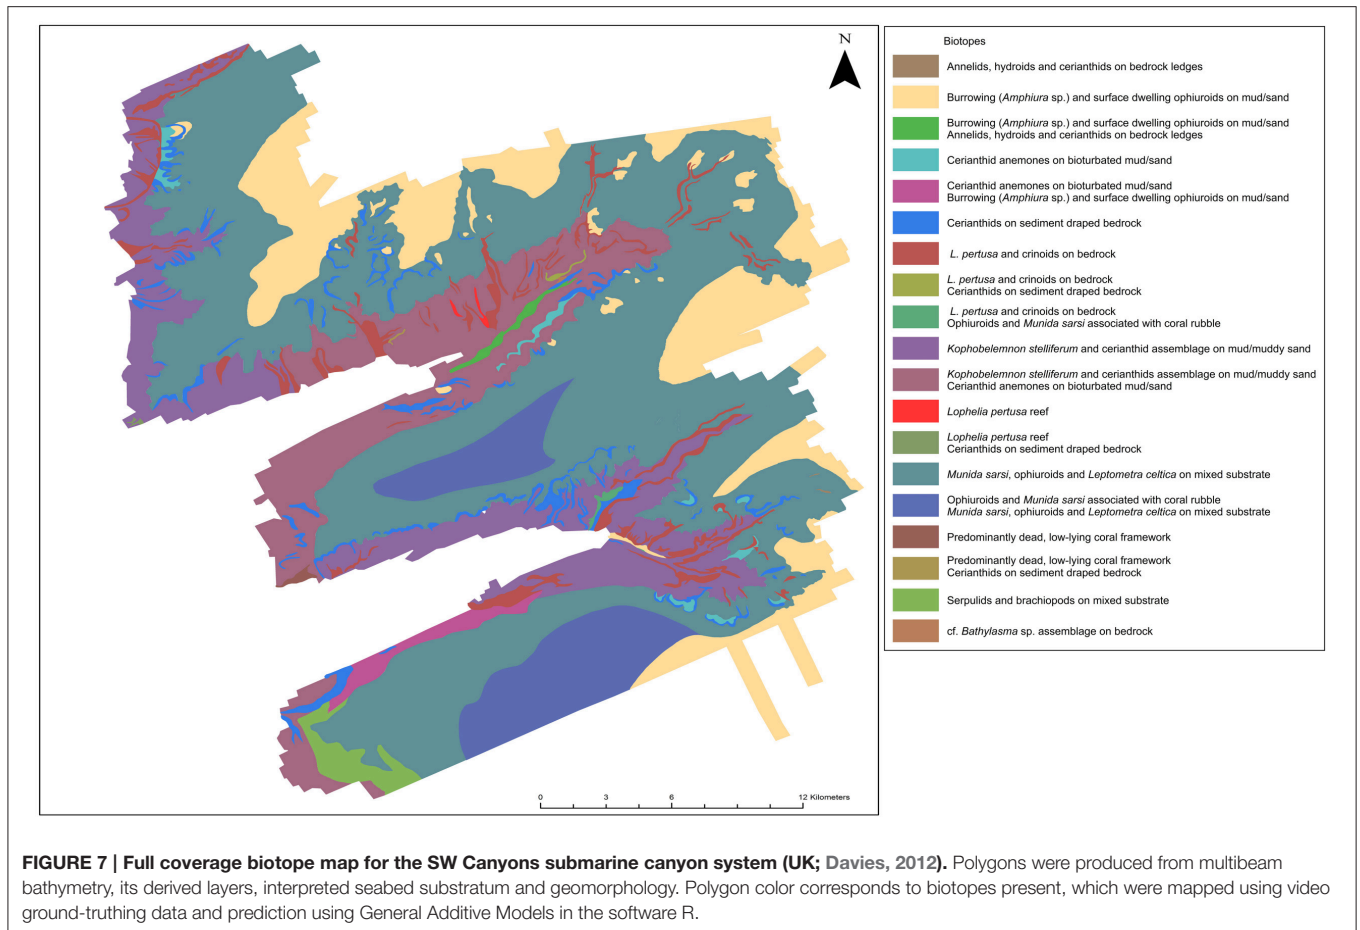 N
Biotopes
Annelids, hydroids and cerianthids on bedrock ledges
Burrowing (Amphiura sp.) and surface dwelling ophiuroids on mud/sand
Burrowing (Amphiura sp.) and surface dwelling ophiuroids on mud/sand
Annelids, hydroids and cerianthids on bedrock ledges
Cerianthid anemones on bioturbated mud/sand
Cerianthid anemones on bioturbated mud/sand
Burrowing (Amphiura sp.) and surface dwelling ophiuroids on mud/sand
Cerianthids on sediment draped bedrock
L. pertusa and crinoids on bedrock
L. pertusa and crinoids on bedrock
Cerianthids on sediment draped bedrock
L. pertusa and crinoids on bedrock
Ophiuroids and Munida sarsi associated with coral rubble
Kophobelemnon stelliferum and cerianthid assemblage on mud/muddy sand
Kophobelemnon stelliferum and cerianthids assemblage on mud/muddy sand
Cerianthid anemones on bioturbated mud/sand
Lophelia pertusa reef
Lophelia pertusa reef
Cerianthids on sediment draped bedrock
Munida sarsi, ophiuroids and Leptometra celtica on mixed substrate
Ophiuroids and Munida sarsi associated with coral rubble
Munida sarsi, ophiuroids and Leptometra celtica on mixed substrate
Predominantly dead, low-lying coral framework
Predominantly dead, low-lying coral framework
Cerianthids on sediment draped bedrock
Serpulids and brachiopods on mixed substrate
cf. Bathylasma sp. assemblage on bedrock
0 3 6 12 Kilometers
FIGURE 7 | Full coverage biotope map for the SW Canyons submarine canyon system (UK; Davies, 2012). Polygons were produced from multibeam
bathymetry, its derived layers, interpreted seabed substratum and geomorphology. Polygon color corresponds to biotopes present, which were mapped using video
ground-truthing data and prediction using General Additive Models in the software R.